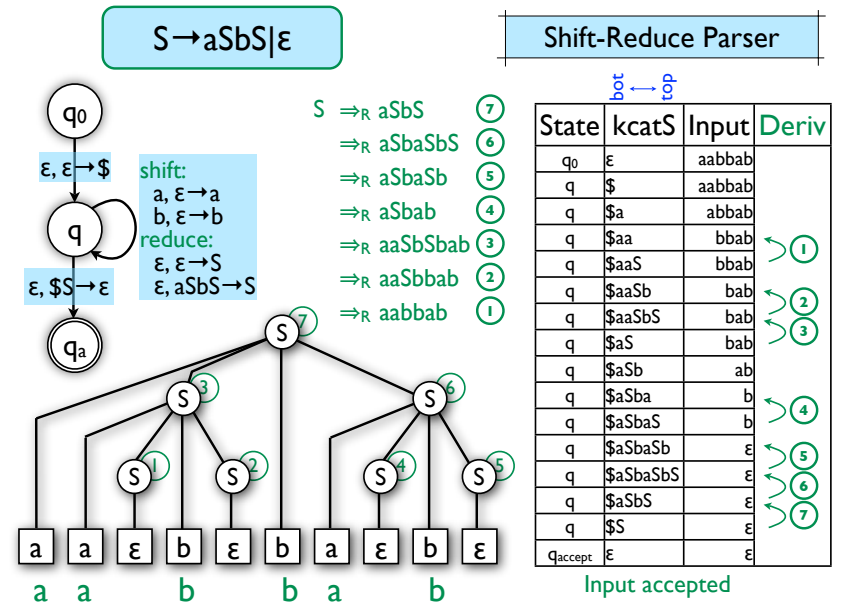 S→aSbS|ε
Shift-Reduce Parser
q0
ε, ε→$
shift:
a, ε→a
b, ε→b
q
reduce:
ε, ε→S
ε, aSbS→S
ε, $S→ε
qa
S ⇒R aSbS 7
⇒R aSbaSbS 6
⇒R aSbaSb 5
⇒R aSbab 4
⇒R aaSbSbab 3
⇒R aaSbbab 2
⇒R aabbab 1
bot ←→ top
State kcatS Input Deriv
q0 ε aabbab
q $ aabbab
q $a abbab
q $aa bbab
1
q $aaS bbab
q $aaSb bab
2
q $aaSbS bab
3
q $aS bab
q $aSb ab
q $aSba b
4
q $aSbaS b
q $aSbaSb ε
5
q $aSbaSbS ε
6
q $aSbS ε
7
q $S ε
qaccept ε ε
Input accepted
S 7
S 3 S 6
S 1 S 2 S 4 S 5
a a ε b ε b a ε b ε
a a b b a b